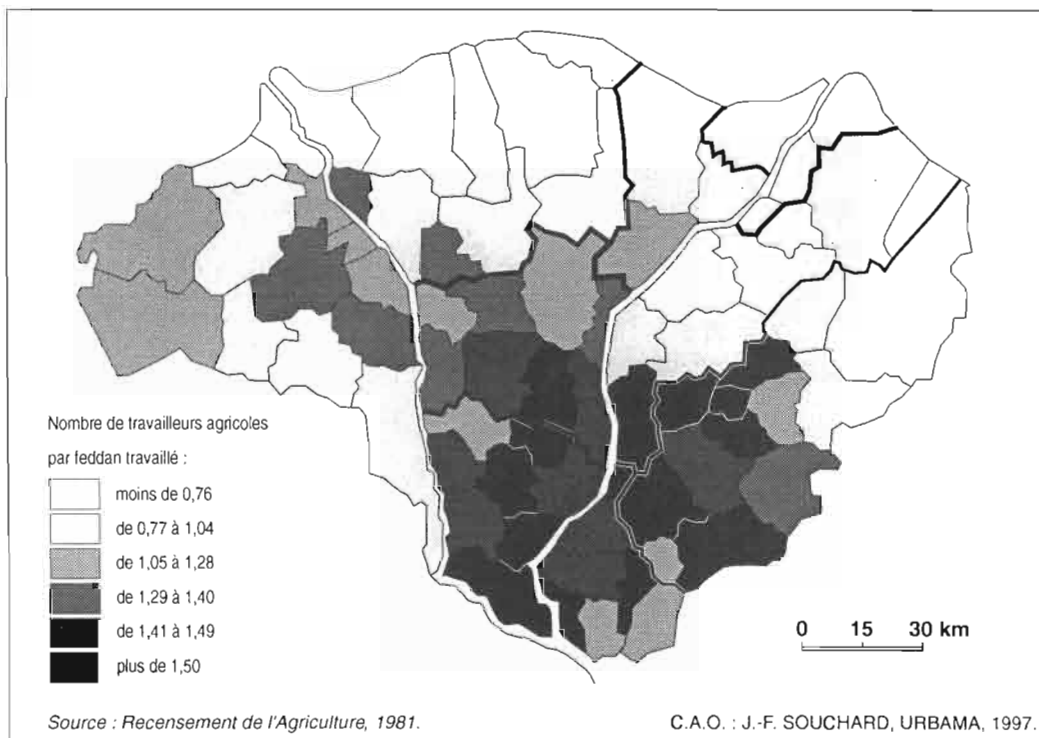 Nombre de travailleurs agricoles
par feddan travaillé :
moins de 0,76
de 0,77 à 1,04
de 1,05 à 1,28
de 1,29 à 1,40
de 1,41 à 1,49
plus de 1,50
0 15 30 km
Source : Recensement de l'Agriculture, 1981.
C.A.O. : J.-F. SOUCHARD, URBAMA, 1997.